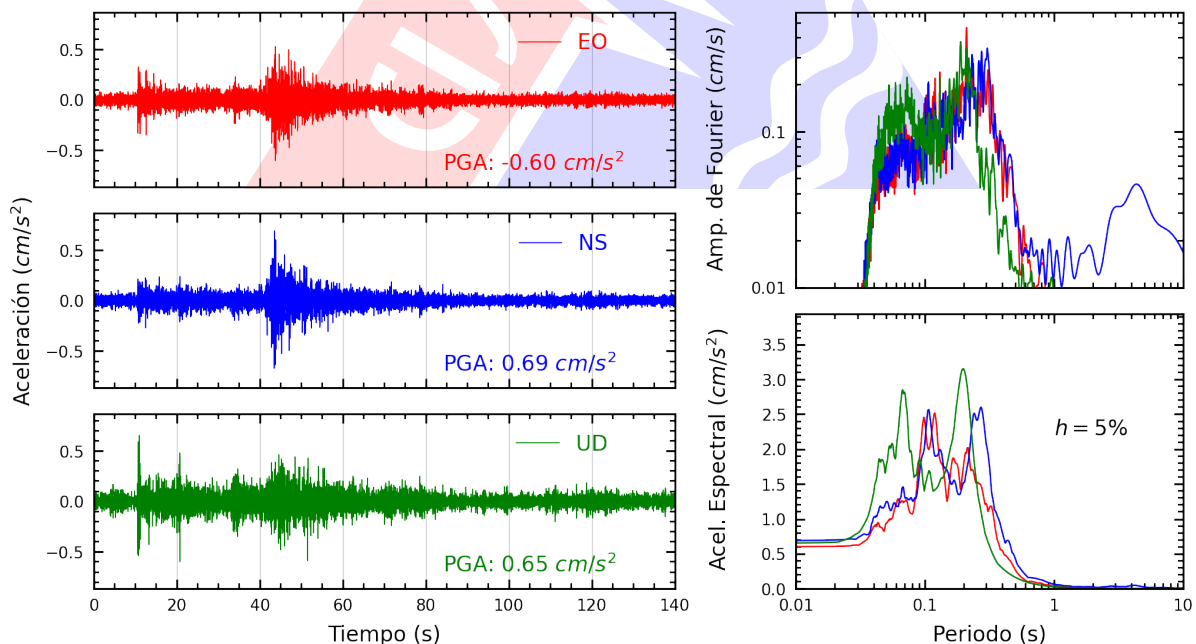 Aceleración (cm/s²)
0.5
0.0
−0.5
EO
PGA: -0.60 cm/s²
0.5
0.0
−0.5
NS
PGA: 0.69 cm/s²
0.5
0.0
−0.5
UD
PGA: 0.65 cm/s²
0 20 40 60 80 100 120 140
Tiempo (s)
Amp. de Fourier (cm/s)
0.1
0.01
Acel. Espectral (cm/s²)
3.5
3.0
2.5
2.0
1.5
1.0
0.5
0.0
h = 5%
0.01 0.1 1 10
Periodo (s)